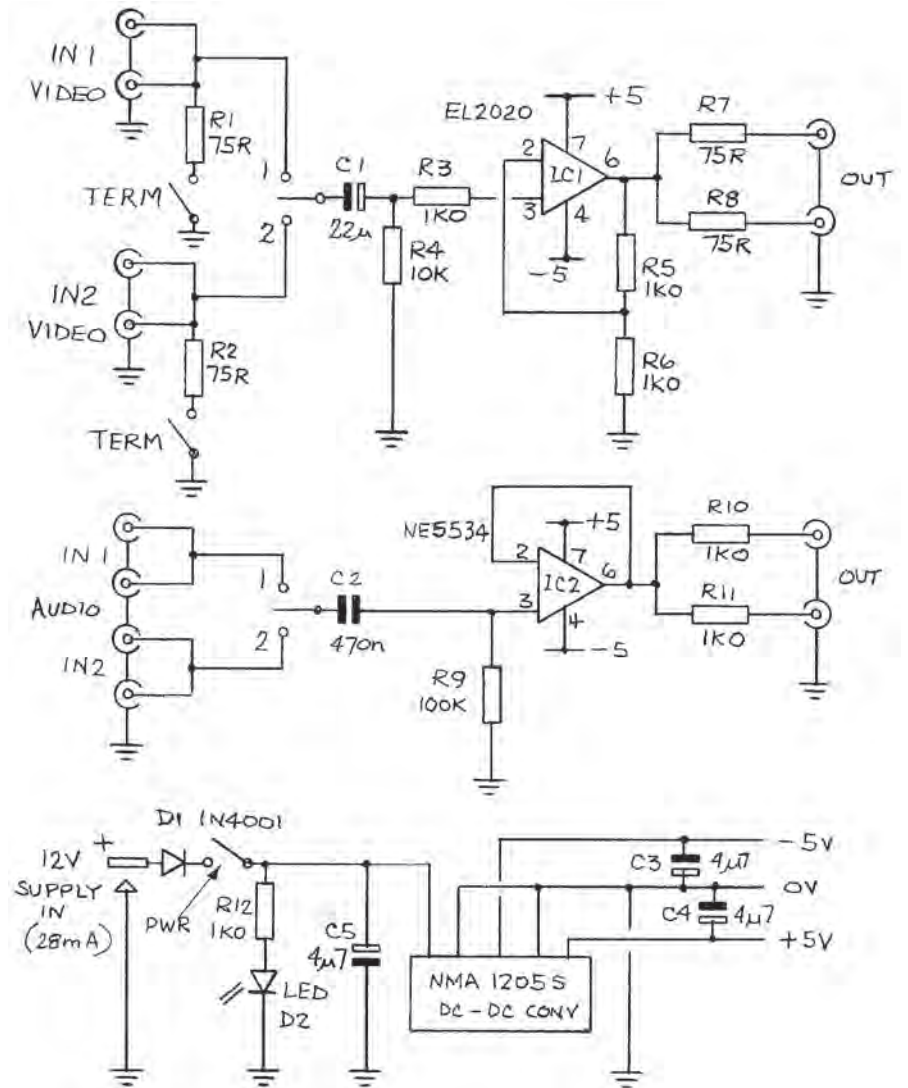 IN 1
VIDEO
R1
75R
TERM
IN2
VIDEO
R2
75R
TERM
1
2
C1
22µ
R3
1K0
R4
10K
EL2020
+5
7
2
IC1
6
3
4
-5
R5
1K0
R6
1K0
R7
75R
R8
75R
OUT
IN 1
AUDIO
IN2
1
2
C2
470n
R9
100K
NE5534
+5
7
2
IC2
6
3
4
-5
R10
1K0
R11
1K0
OUT
D1 1N4001
+
12V
SUPPLY
IN
(28mA)
PWR
R12
1K0
LED
D2
C5
4µ7
NMA 1205S
DC-DC CONV
C3
4µ7
C4
4µ7
-5V
0V
+5V